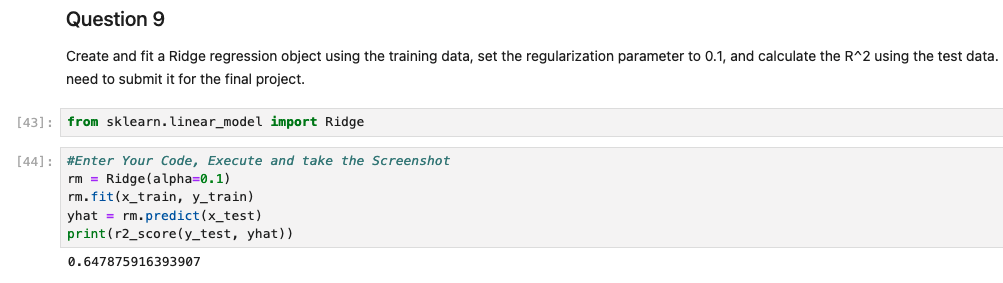 Question 9
Create and fit a Ridge regression object using the training data, set the regularization parameter to 0.1, and calculate the R^2 using the test data.
need to submit it for the final project.
[43]: from sklearn.linear_model import Ridge
[44]: #Enter Your Code, Execute and take the Screenshot
rm = Ridge(alpha=0.1)
rm.fit(x_train, y_train)
yhat = rm.predict(x_test)
print(r2_score(y_test, yhat))
0.647875916393907